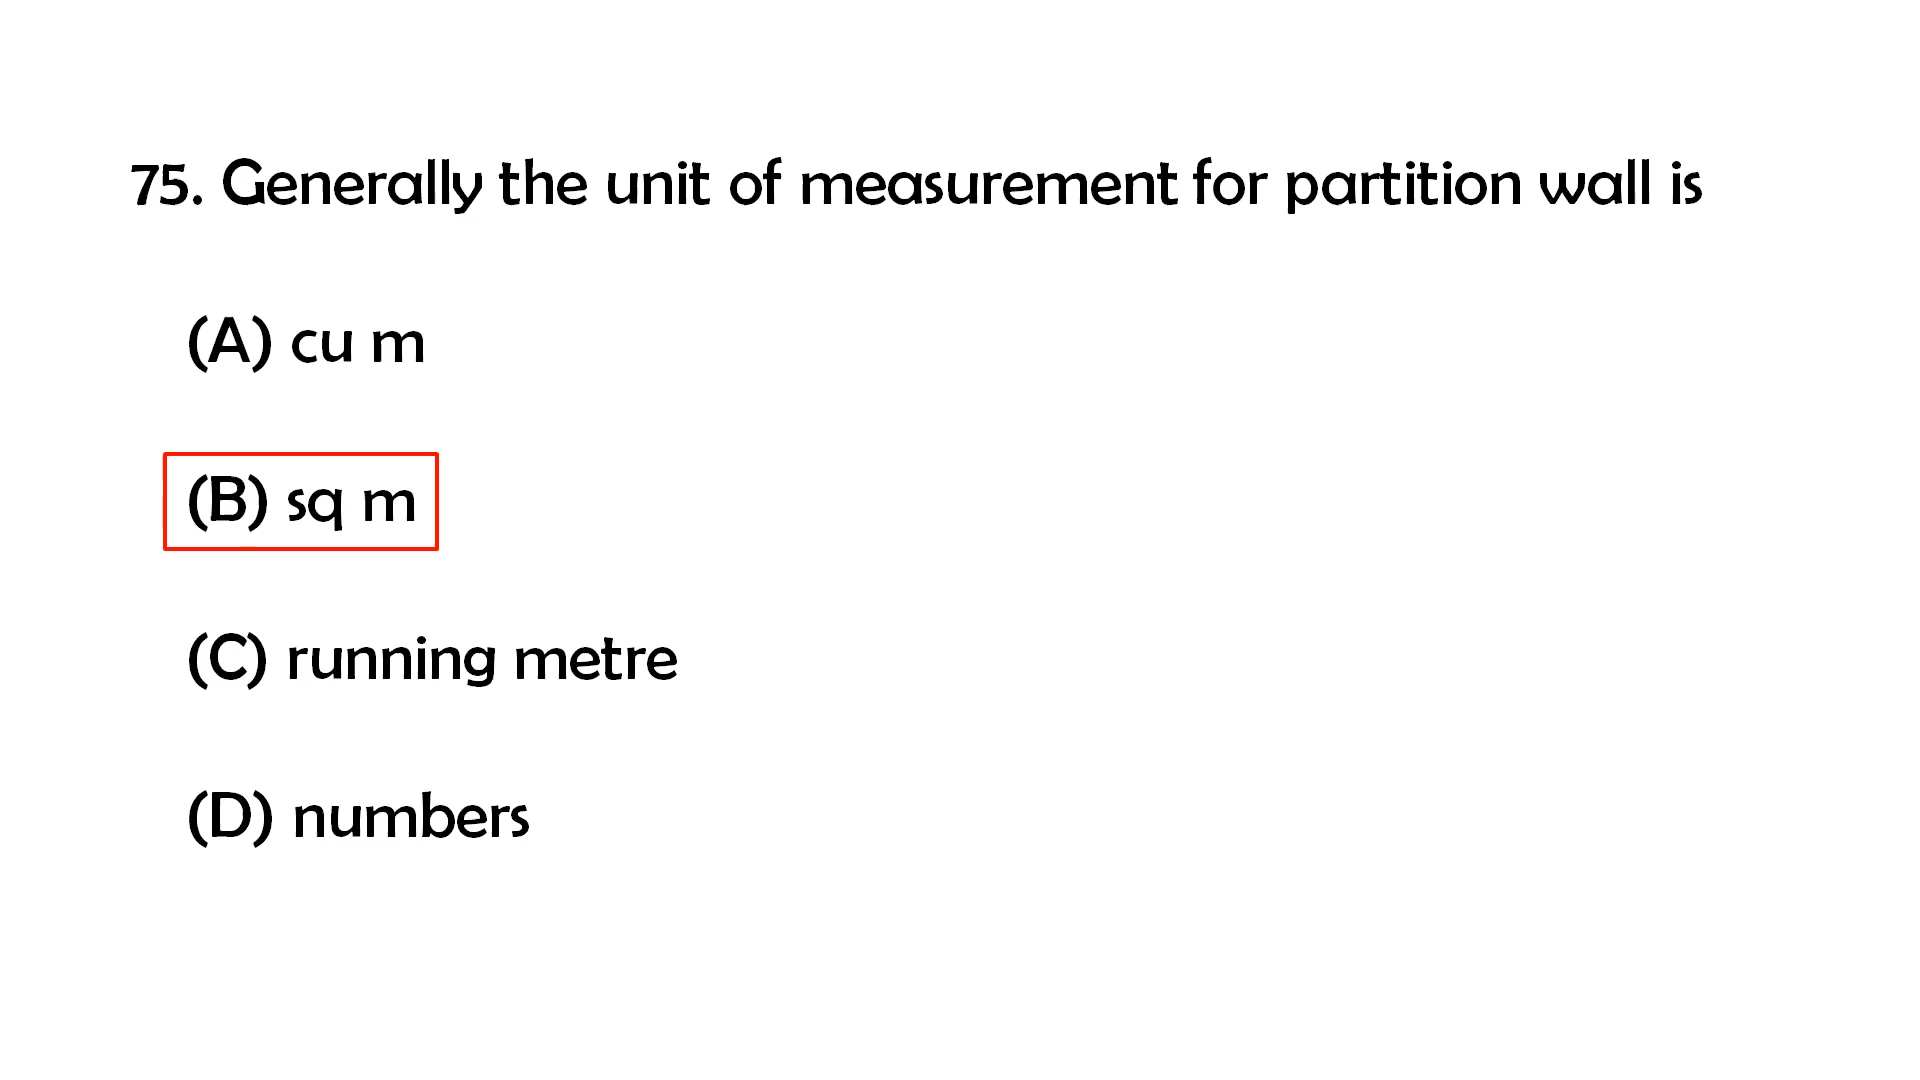 75. Generally the unit of measurement for partition wall is
(A) cu m
(B) sq m
(C) running metre
(D) numbers